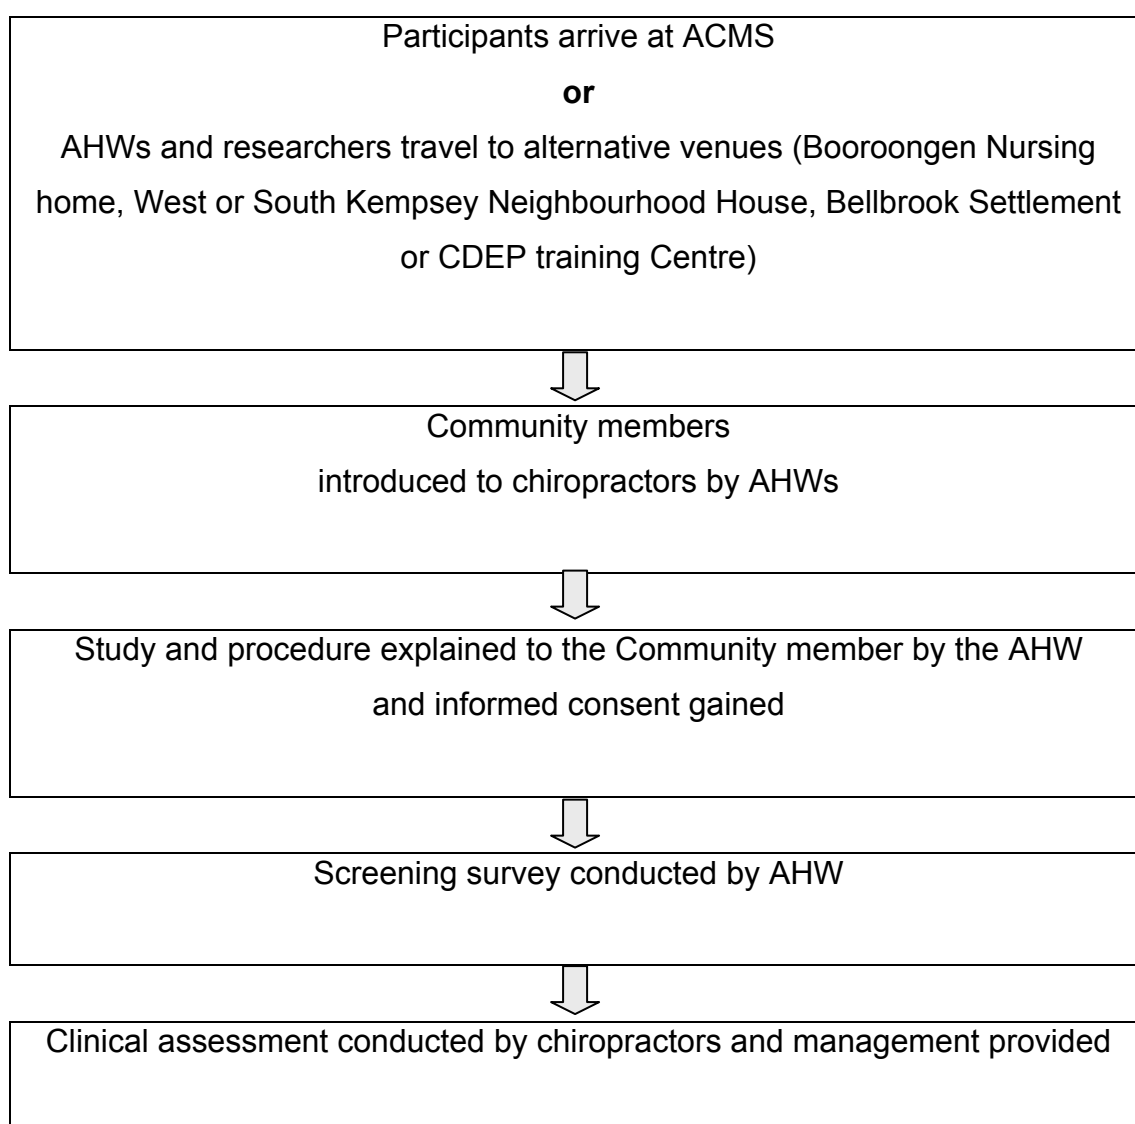 Participants arrive at ACMS
or
AHWs and researchers travel to alternative venues (Booroongen Nursing
home, West or South Kempsey Neighbourhood House, Bellbrook Settlement
or CDEP training Centre)
Community members
introduced to chiropractors by AHWs
Study and procedure explained to the Community member by the AHW
and informed consent gained
Screening survey conducted by AHW
Clinical assessment conducted by chiropractors and management provided